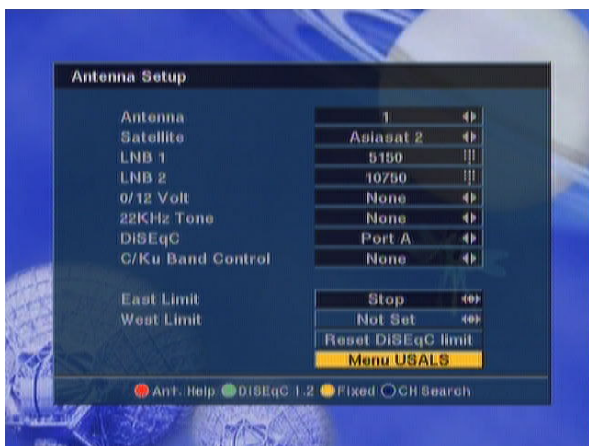 Antenna Setup
Antenna 1
Satellite Asiasat 2
LNB 1 5150
LNB 2 10750
0/12 Volt None
22KHz Tone None
DiSEqC Port A
C/Ku Band Control None
East Limit Stop
West Limit Not Set
Reset DiSEqC limit
Menu USALS
Ant. Help DiSEqC 1.2 Fixed CH Search